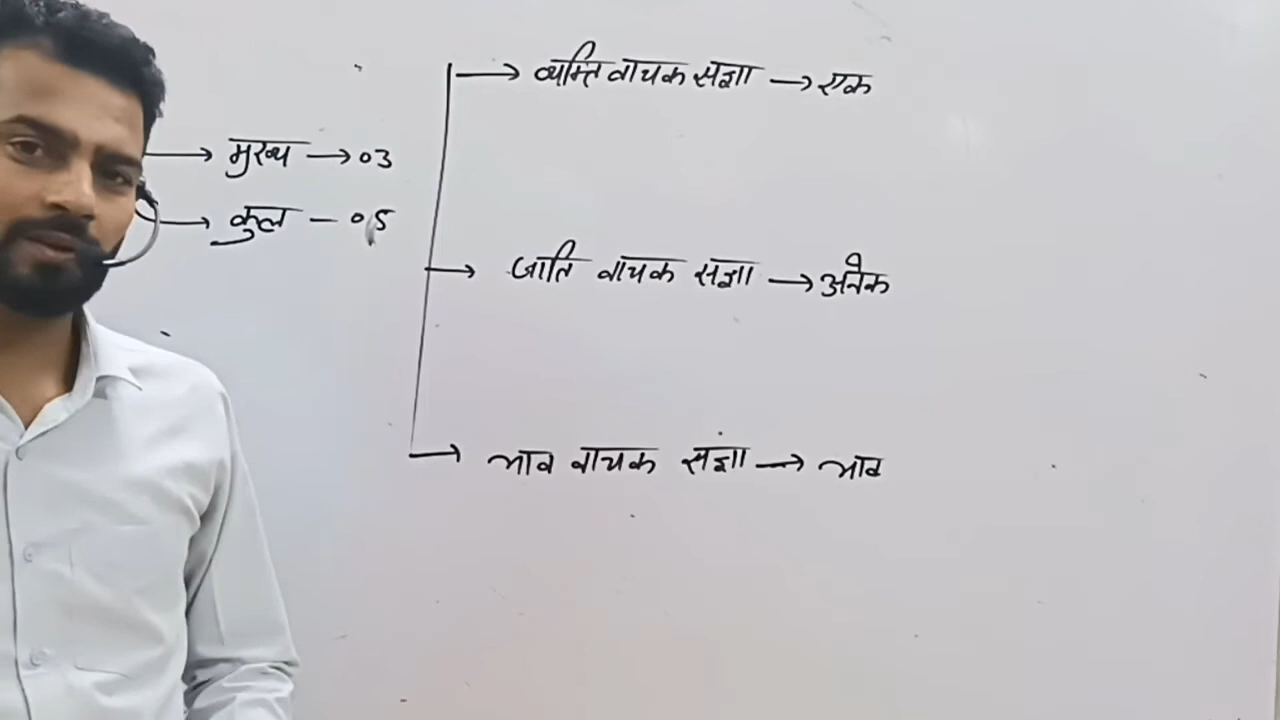 → मुख्य → 03
→ कुल – 05
→ व्यक्ति वाचक संज्ञा → एक
→ जाति वाचक संज्ञा → अनेक
→ भाव वाचक संज्ञा → भाव